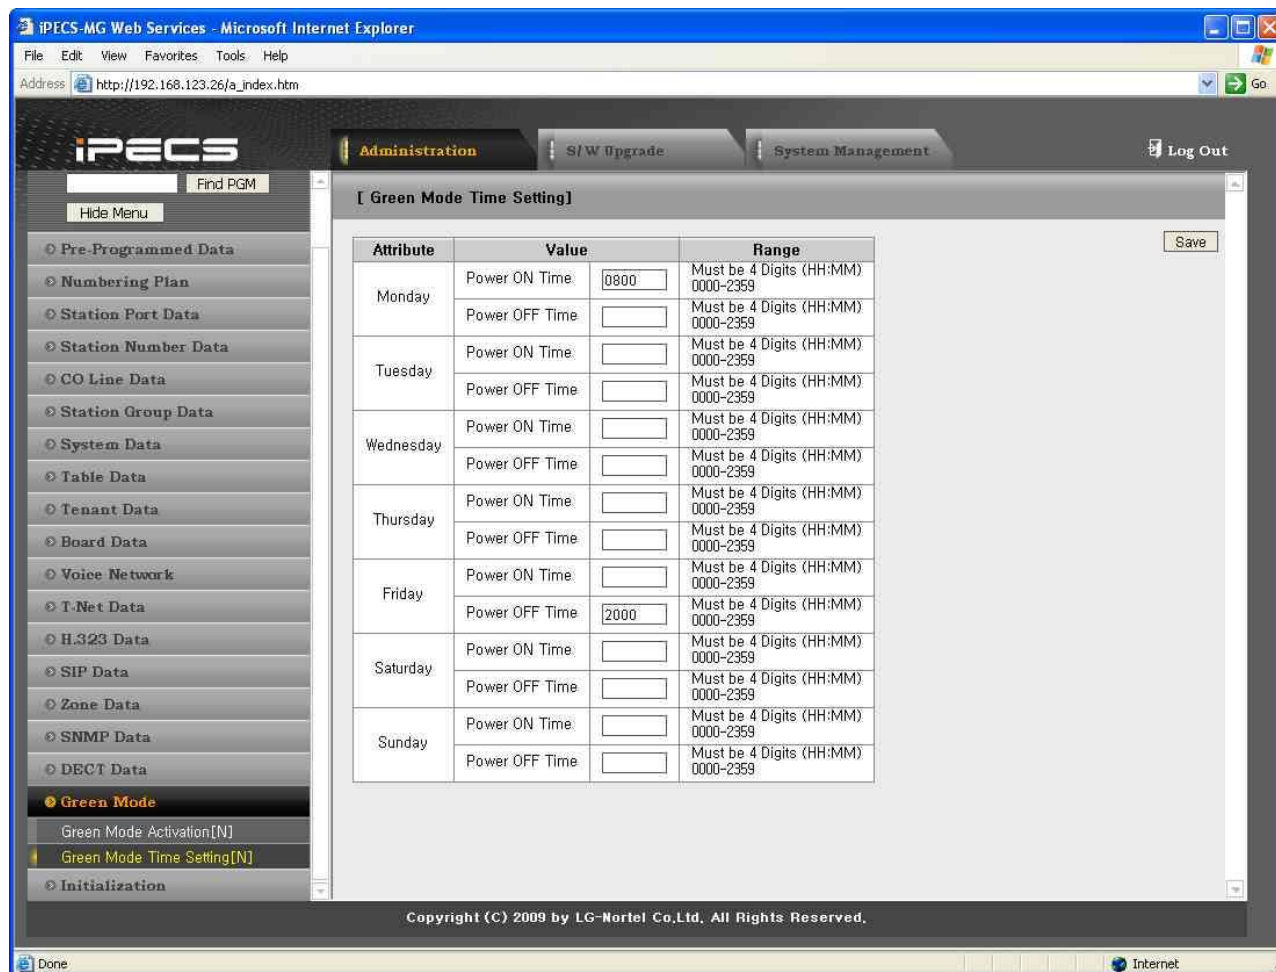 iPECS-MG Web Services - Microsoft Internet Explorer
File Edit View Favorites Tools Help
Address http://192.168.123.26/a_index.htm Go
iPECS
Administration
S/W Upgrade
System Management
Log Out
Find PGM
Hide Menu
Pre-Programmed Data
Numbering Plan
Station Port Data
Station Number Data
CO Line Data
Station Group Data
System Data
Table Data
Tenant Data
Board Data
Voice Network
T-Net Data
H.323 Data
SIP Data
Zone Data
SNMP Data
DECT Data
Green Mode
Green Mode Activation[N]
Green Mode Time Setting[N]
Initialization
[ Green Mode Time Setting]
Save
Attribute Value Range
Monday
Power ON Time 0800 Must be 4 Digits (HH:MM)
0000-2359
Power OFF Time Must be 4 Digits (HH:MM)
0000-2359
Tuesday
Power ON Time Must be 4 Digits (HH:MM)
0000-2359
Power OFF Time Must be 4 Digits (HH:MM)
0000-2359
Wednesday
Power ON Time Must be 4 Digits (HH:MM)
0000-2359
Power OFF Time Must be 4 Digits (HH:MM)
0000-2359
Thursday
Power ON Time Must be 4 Digits (HH:MM)
0000-2359
Power OFF Time Must be 4 Digits (HH:MM)
0000-2359
Friday
Power ON Time Must be 4 Digits (HH:MM)
0000-2359
Power OFF Time 2000 Must be 4 Digits (HH:MM)
0000-2359
Saturday
Power ON Time Must be 4 Digits (HH:MM)
0000-2359
Power OFF Time Must be 4 Digits (HH:MM)
0000-2359
Sunday
Power ON Time Must be 4 Digits (HH:MM)
0000-2359
Power OFF Time Must be 4 Digits (HH:MM)
0000-2359
Copyright (C) 2009 by LG-Nortel Co,Ltd, All Rights Reserved,
Done Internet